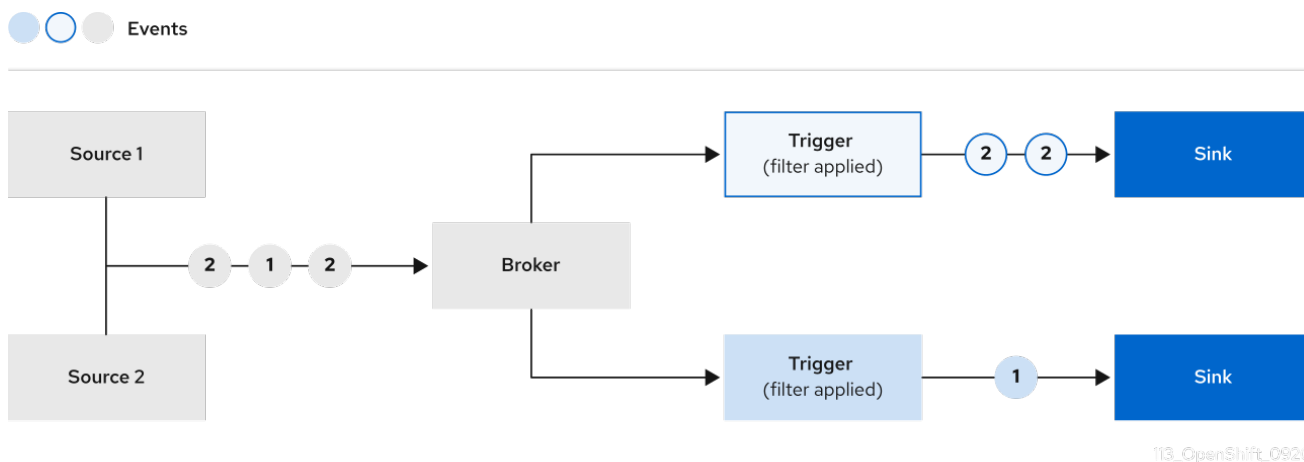 Events
Source 1
Trigger
(filter applied)
2
2
Sink
2
1
2
Broker
Source 2
Trigger
(filter applied)
1
Sink